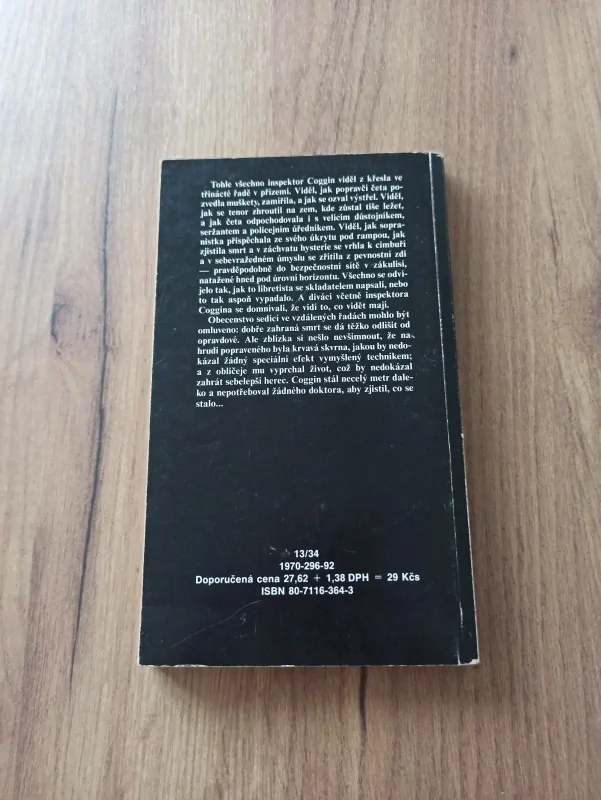 Tohle všechno inspektor Coggin viděl z křesla ve
třinácté řadě v přízemí. Viděl, jak popravčí četa po-
zvedla muškety, zamířila, a jak se ozval výstřel. Viděl,
jak se tenor zhroutil na zem, kde zůstal tiše ležet,
a jak četa odpochodovala i s velícím důstojníkem,
seržantem a policejním úředníkem. Viděl, jak sopra-
nistka přispěchala ze svého úkrytu pod rampou, jak
zjistila smrt a v záchvatu hysterie se vrhla k cimbuří
a v sebevražedném úmyslu se zřítila z pevnostní zdi
— pravděpodobně do bezpečnostní sítě v zákulisí,
natažené hned pod úrovní horizontu. Všechno se odví-
jelo tak, jak to libretista se skladatelem napsali, nebo
to tak aspoň vypadalo. A diváci včetně inspektora
Coggina se domnívali, že vidí to, co vidět mají.
Obecenstvo sedící ve vzdálených řadách mohlo být
omluveno: dobře zahraná smrt se dá těžko odlišit od
opravdové. Ale zblízka si nešlo nevšimnout, že na
hrudi popraveného byla krvavá skvrna, jakou by nedo-
kázal žádný speciální efekt vymyšlený technikem;
a z obličeje mu vyprchal život, což by nedokázal
zahrát sebelepší herec. Coggin stál necelý metr dale-
ko a nepotřeboval žádného doktora, aby zjistil, co se
stalo...
13/34
1970-296-92
Doporučená cena 27,62 + 1,38 DPH = 29 Kčs
ISBN 80-7116-364-3